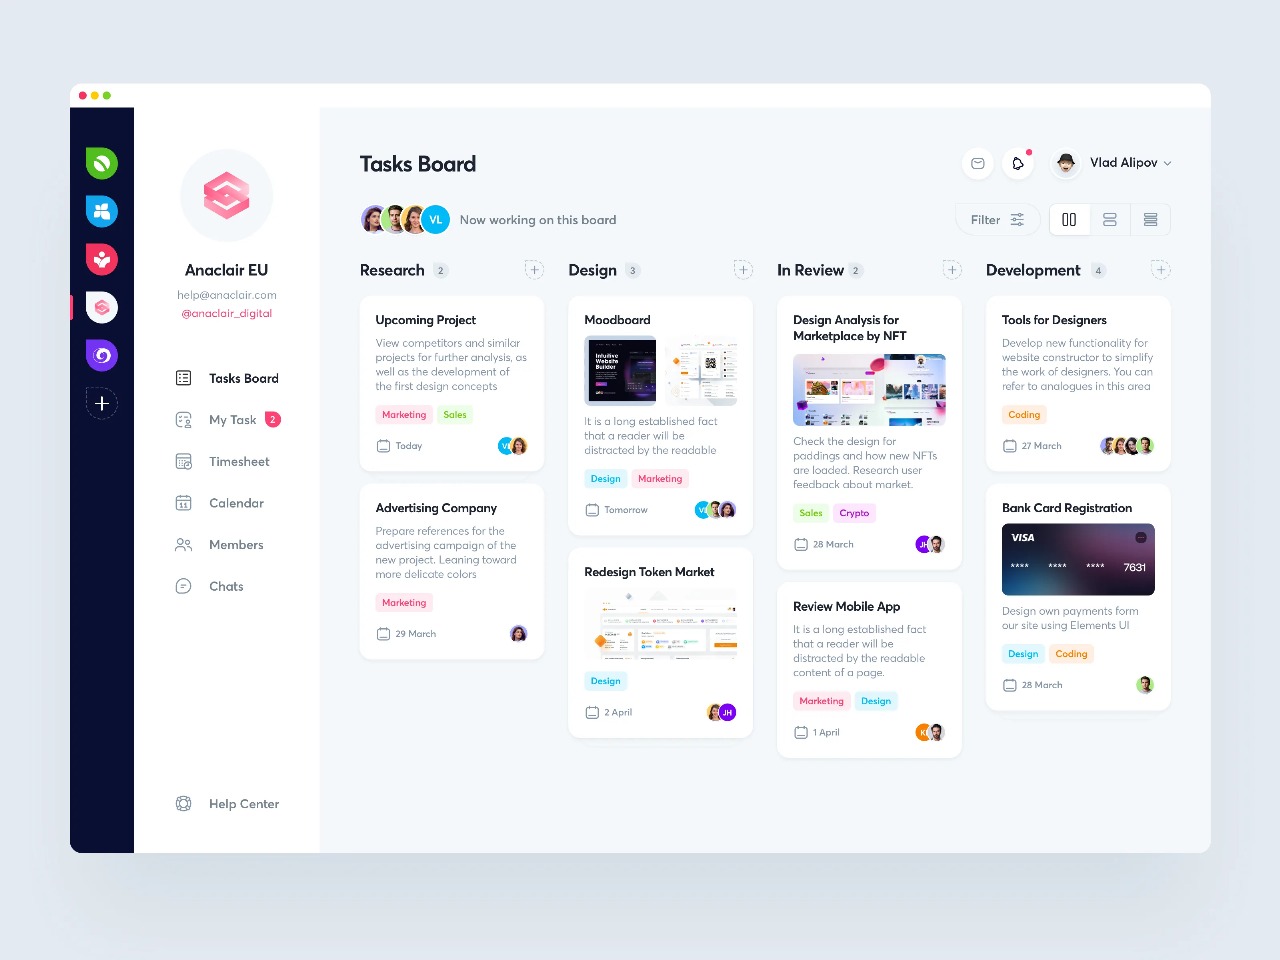 Tasks Board
Vlad Alipov
VL
Now working on this board
Filter
Anaclair EU
help@anaclair.com
@anaclair_digital
Tasks Board
My Task 2
Timesheet
Calendar
Members
Chats
Help Center
Research 2
Upcoming Project
View competitors and similar
projects for further analysis, as
well as the development of
the first design concepts
Marketing Sales
Today
Advertising Company
Prepare references for the
advertising campaign of the
new project. Leaning toward
more delicate colors
Marketing
29 March
Design 3
Moodboard
Intuitive
Website
Builder
It is a long established fact
that a reader will be
distracted by the readable
Design Marketing
Tomorrow
Redesign Token Market
Design
2 April
JH
In Review 2
Design Analysis for
Marketplace by NFT
Check the design for
paddings and how new NFTs
are loaded. Research user
feedback about market.
Sales Crypto
28 March
Review Mobile App
It is a long established fact
that a reader will be
distracted by the readable
content of a page.
Marketing Design
1 April
Development 4
Tools for Designers
Develop new functionality for
website constructor to simplify
the work of designers. You can
refer to analogues in this area
Coding
27 March
Bank Card Registration
VISA
**** **** **** 7631
Design own payments form
our site using Elements UI
Design Coding
28 March